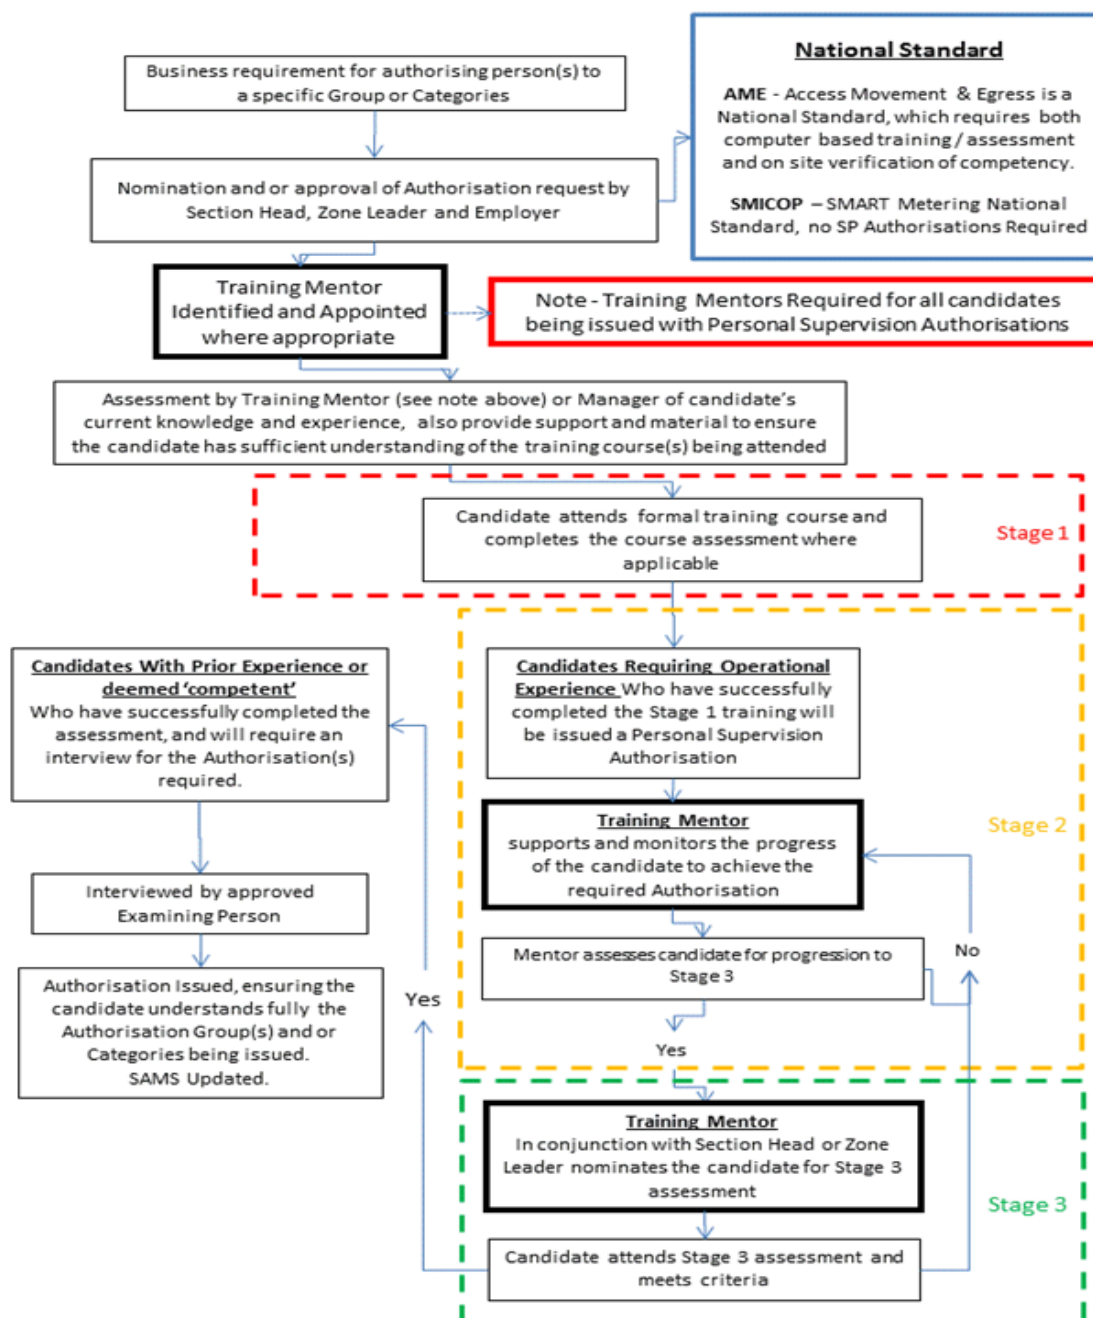 Business requirement for authorising person(s) to
a specific Group or Categories
National Standard
AME - Access Movement & Egress is a
National Standard, which requires both
computer based training / assessment
and on site verification of competency.
SMICOP – SMART Metering National
Standard, no SP Authorisations Required
Nomination and or approval of Authorisation request by
Section Head, Zone Leader and Employer
Training Mentor
Identified and Appointed
where appropriate
Note - Training Mentors Required for all candidates
being issued with Personal Supervision Authorisations
Assessment by Training Mentor (see note above) or Manager of candidate's
current knowledge and experience, also provide support and material to ensure
the candidate has sufficient understanding of the training course(s) being attended
Candidate attends formal training course and
completes the course assessment where
applicable
Stage 1
Candidates With Prior Experience or
deemed 'competent'
Who have successfully completed the
assessment, and will require an
interview for the Authorisation(s)
required.
Interviewed by approved
Examining Person
Authorisation Issued, ensuring the
candidate understands fully the
Authorisation Group(s) and or
Categories being issued.
SAMS Updated.
Yes
Candidates Requiring Operational
Experience Who have successfully
completed the Stage 1 training will
be issued a Personal Supervision
Authorisation
Training Mentor
supports and monitors the progress
of the candidate to achieve the
required Authorisation
Stage 2
Mentor assesses candidate for progression to
Stage 3
No
Yes
Training Mentor
In conjunction with Section Head or Zone
Leader nominates the candidate for Stage 3
assessment
Stage 3
Candidate attends Stage 3 assessment and
meets criteria